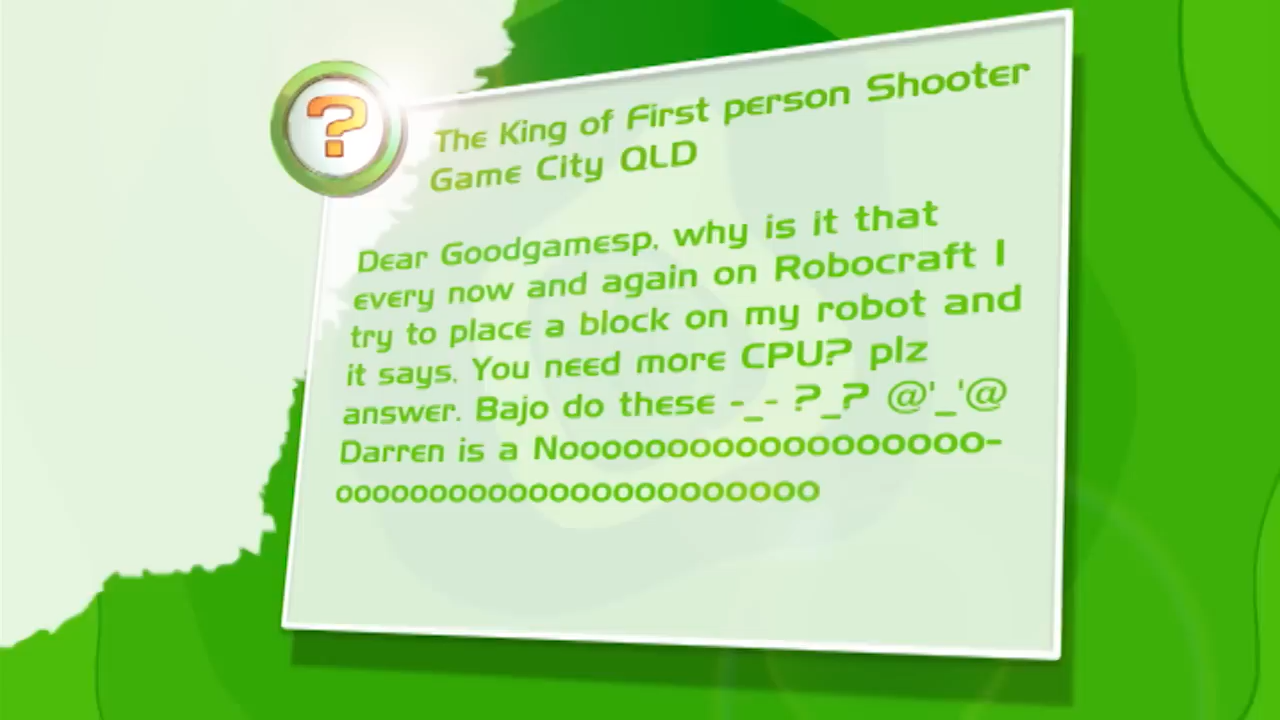 ?
The King of First person Shooter
Game City QLD
Dear Goodgamesp, why is it that
every now and again on Robocraft I
try to place a block on my robot and
it says. You need more CPU? plz
answer. Bajo do these -_- ?_? @'_'@
Darren is a Noooooooooooooooooo-
ooooooooooooooooooooooooo